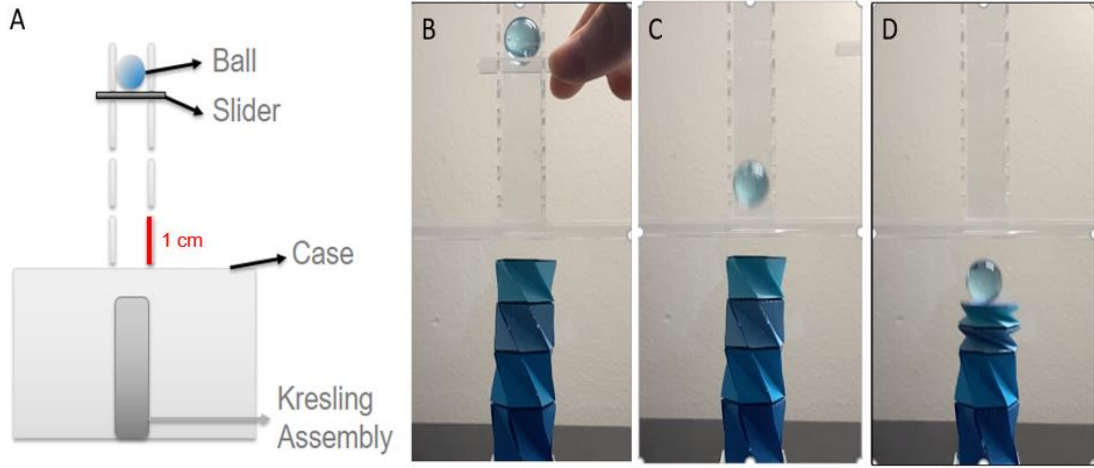 A
Ball
Slider
1 cm
Case
Kresling
Assembly
B
C
D